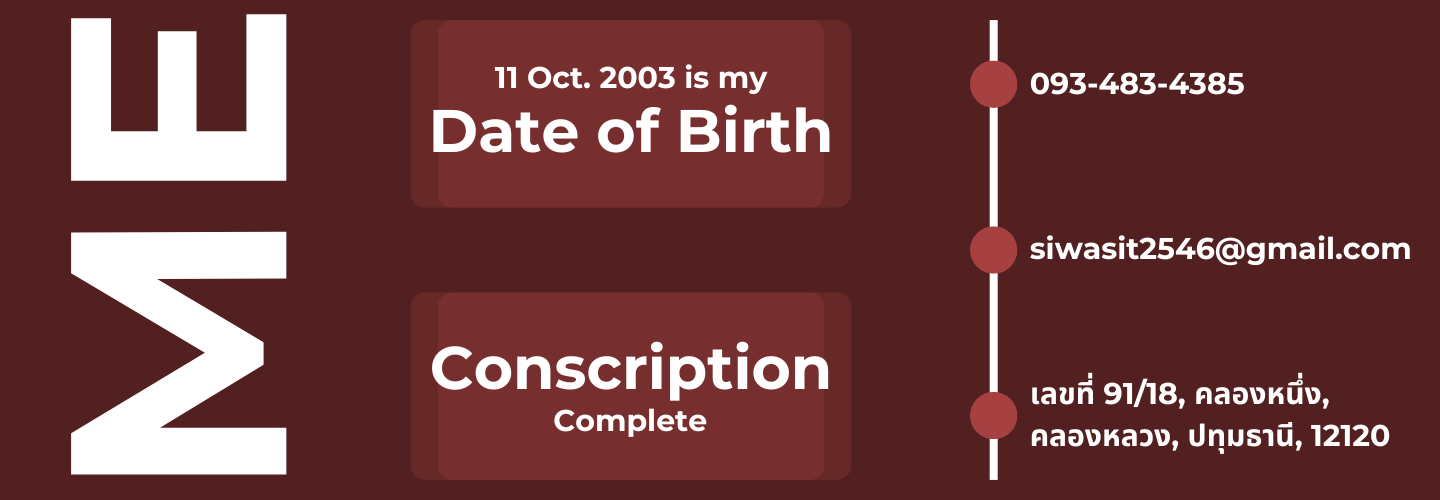 ME
11 Oct. 2003 is my
Date of Birth
Conscription
Complete
093-483-4385
siwasit2546@gmail.com
เลขที่ 91/18, คลองหนึ่ง,
คลองหลวง, ปทุมธานี, 12120